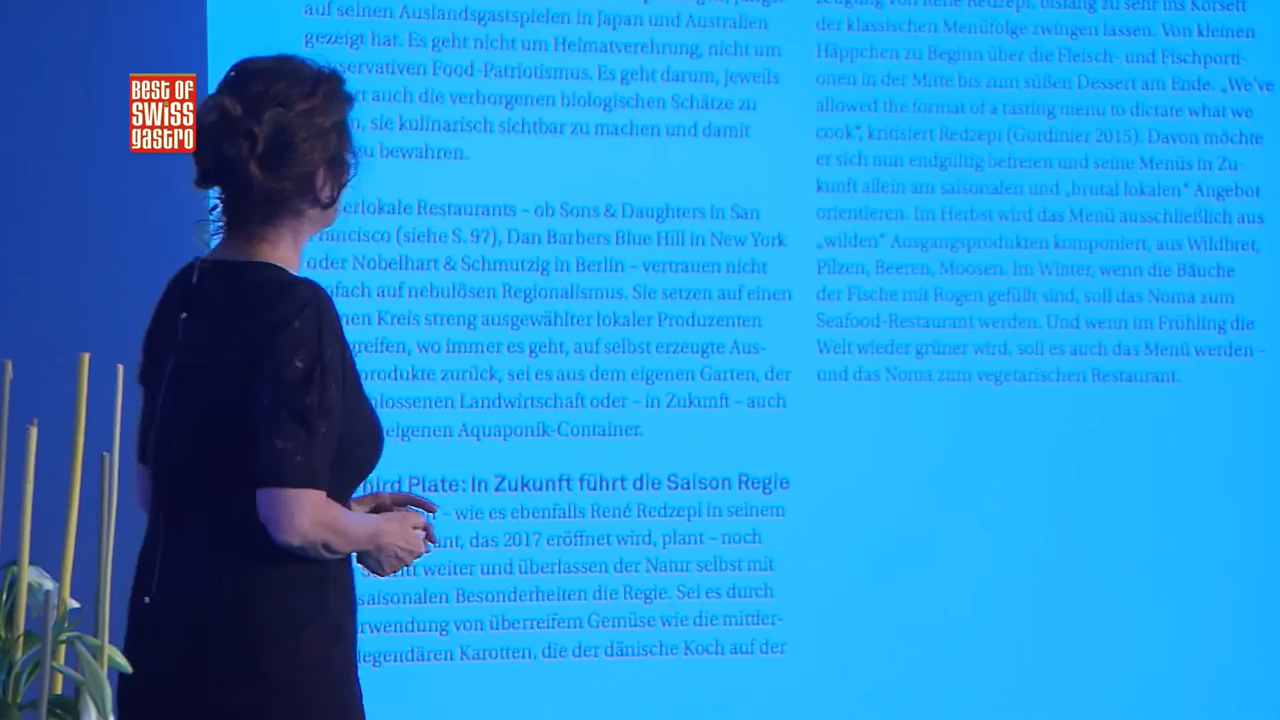 BEST OF
SWISS
gastro
auf seinen Auslandsgastspielen in Japan und Australien
gezeigt hat. Es geht nicht um Heimatverehrung, nicht um
servativen Food-Patriotismus. Es geht darum, jeweils
rt auch die verborgenen biologischen Schätze zu
, sie kulinarisch sichtbar zu machen und damit
zu bewahren.
erlokale Restaurants – ob Sons & Daughters in San
Francisco (siehe S. 97), Dan Barbers Blue Hill in New York
oder Nobelhart & Schmutzig in Berlin – vertrauen nicht
nfach auf nebulösen Regionalismus. Sie setzen auf einen
nen Kreis streng ausgewählter lokaler Produzenten
greifen, wo immer es geht, auf selbst erzeugte Aus-
produkte zurück, sei es aus dem eigenen Garten, der
hlossenen Landwirtschaft oder – in Zukunft – auch
eigenen Aquaponik-Container.
hird Plate: In Zukunft führt die Saison Regie
– wie es ebenfalls René Redzepi in seinem
ant, das 2017 eröffnet wird, plant – noch
Schritt weiter und überlassen der Natur selbst mit
saisonalen Besonderheiten die Regie. Sei es durch
rwendung von überreifem Gemüse wie die mittler-
legendären Karotten, die der dänische Koch auf der
zeugung von René Redzepi, bislang zu sehr ins Korsett
der klassischen Menüfolge zwingen lassen. Von kleinen
Häppchen zu Beginn über die Fleisch- und Fischporti-
onen in der Mitte bis zum süßen Dessert am Ende. „We've
allowed the format of a tasting menu to dictate what we
cook“, kritisiert Redzepi (Gordinier 2015). Davon möchte
er sich nun endgültig befreien und seine Menüs in Zu-
kunft allein am saisonalen und „brutal lokalen“ Angebot
orientieren. Im Herbst wird das Menü ausschließlich aus
„wilden“ Ausgangsprodukten komponiert, aus Wildbret,
Pilzen, Beeren, Moosen. Im Winter, wenn die Bäuche
der Fische mit Rogen gefüllt sind, soll das Noma zum
Seafood-Restaurant werden. Und wenn im Frühling die
Welt wieder grüner wird, soll es auch das Menü werden –
und das Noma zum vegetarischen Restaurant.